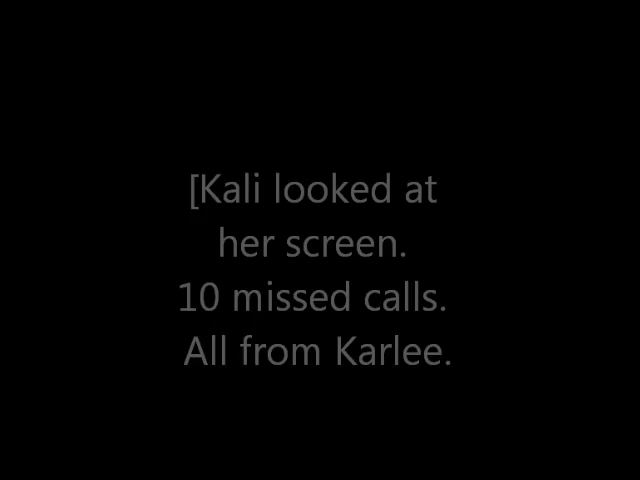 [Kali looked at
her screen.
10 missed calls.
All from Karlee.